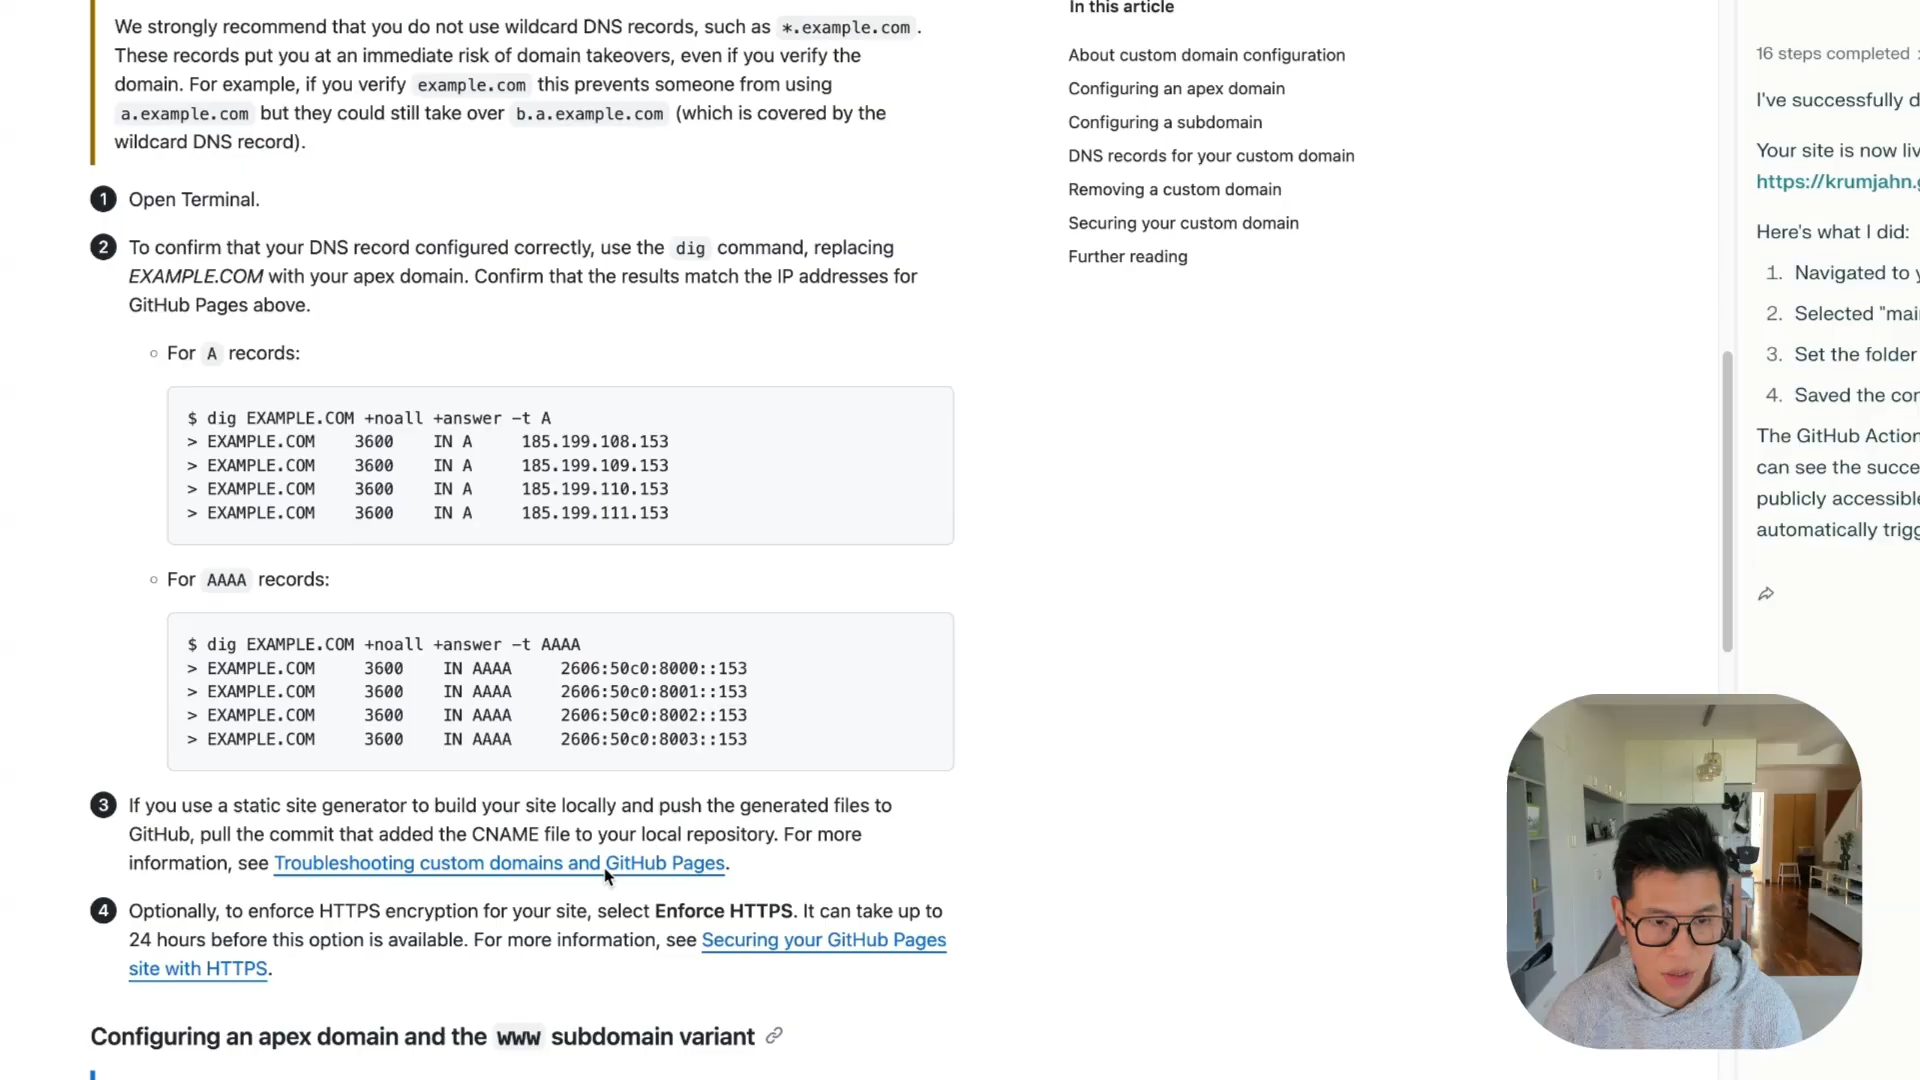 We strongly recommend that you do not use wildcard DNS records, such as *.example.com.
These records put you at an immediate risk of domain takeovers, even if you verify the
domain. For example, if you verify example.com this prevents someone from using
a.example.com but they could still take over b.a.example.com (which is covered by the
wildcard DNS record).
1 Open Terminal.
2 To confirm that your DNS record configured correctly, use the dig command, replacing
EXAMPLE.COM with your apex domain. Confirm that the results match the IP addresses for
GitHub Pages above.
For A records:
$ dig EXAMPLE.COM +noall +answer -t A
> EXAMPLE.COM    3600    IN A     185.199.108.153
> EXAMPLE.COM    3600    IN A     185.199.109.153
> EXAMPLE.COM    3600    IN A     185.199.110.153
> EXAMPLE.COM    3600    IN A     185.199.111.153
For AAAA records:
$ dig EXAMPLE.COM +noall +answer -t AAAA
> EXAMPLE.COM     3600     IN AAAA     2606:50c0:8000::153
> EXAMPLE.COM     3600     IN AAAA     2606:50c0:8001::153
> EXAMPLE.COM     3600     IN AAAA     2606:50c0:8002::153
> EXAMPLE.COM     3600     IN AAAA     2606:50c0:8003::153
3 If you use a static site generator to build your site locally and push the generated files to
GitHub, pull the commit that added the CNAME file to your local repository. For more
information, see Troubleshooting custom domains and GitHub Pages.
4 Optionally, to enforce HTTPS encryption for your site, select Enforce HTTPS. It can take up to
24 hours before this option is available. For more information, see Securing your GitHub Pages
site with HTTPS.
Configuring an apex domain and the www subdomain variant
In this article
About custom domain configuration
Configuring an apex domain
Configuring a subdomain
DNS records for your custom domain
Removing a custom domain
Securing your custom domain
Further reading
16 steps completed
I've successfully d
Your site is now liv
https://krumjahn.g
Here's what I did:
1. Navigated to y
2. Selected "mai
3. Set the folder
4. Saved the con
The GitHub Action
can see the succe
publicly accessible
automatically trigg